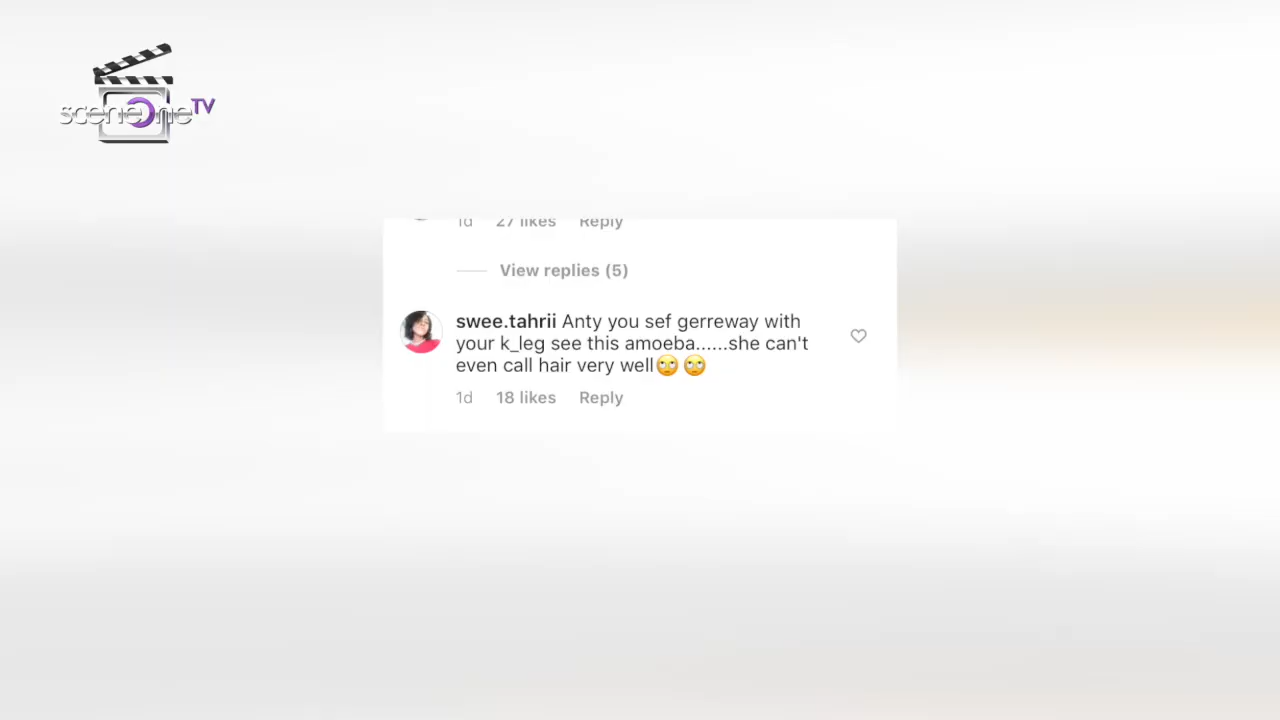 sceneOne TV
1d 27 likes Reply
View replies (5)
swee.tahrii Anty you sef gerreway with
your k_leg see this amoeba......she can't
even call hair very well🙄🙄
1d 18 likes Reply